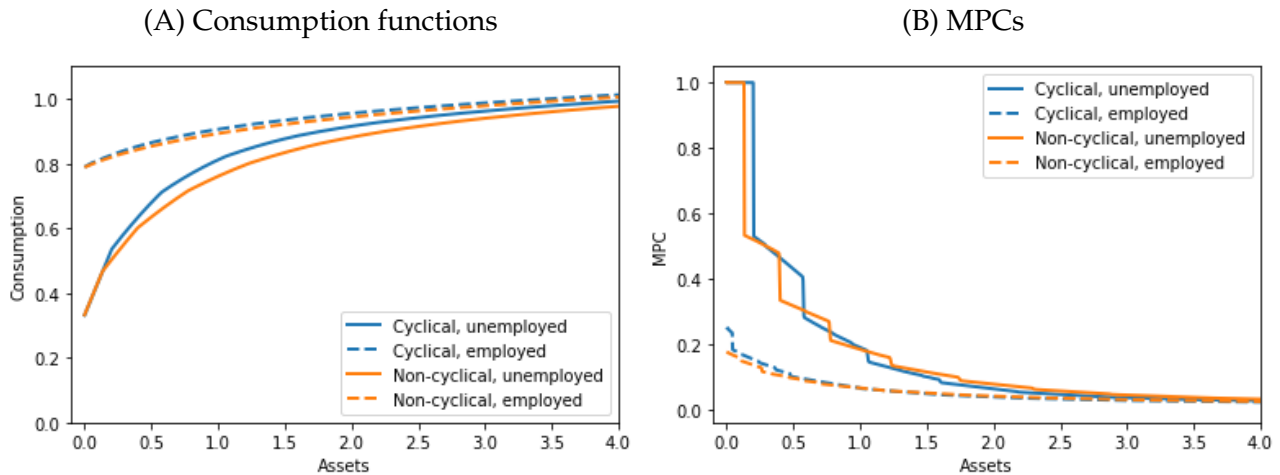 (A) Consumption functions
Consumption
1.0
0.8
0.6
0.4
0.2
0.0
Cyclical, unemployed
Cyclical, employed
Non-cyclical, unemployed
Non-cyclical, employed
0.0 0.5 1.0 1.5 2.0 2.5 3.0 3.5 4.0
Assets
(B) MPCs
MPC
1.0
0.8
0.6
0.4
0.2
0.0
Cyclical, unemployed
Cyclical, employed
Non-cyclical, unemployed
Non-cyclical, employed
0.0 0.5 1.0 1.5 2.0 2.5 3.0 3.5 4.0
Assets